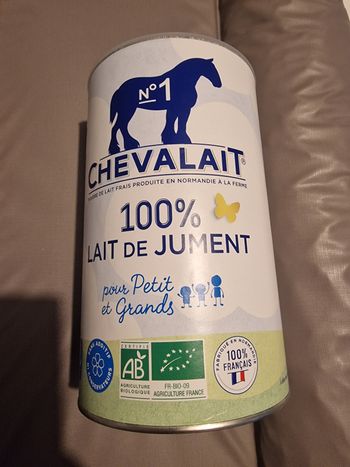 N°1
CHEVALAIT®
DE LAIT FRAIS PRODUITE EN NORMANDIE À LA FERME
100%
LAIT DE JUMENT
pour Petit
et Grands
CERTIFIÉ
AB
AGRICULTURE
BIOLOGIQUE
FR-BIO-09
AGRICULTURE FRANCE
FABRIQUÉ EN NORMANDIE
100%
FRANÇAIS
ADDITIF